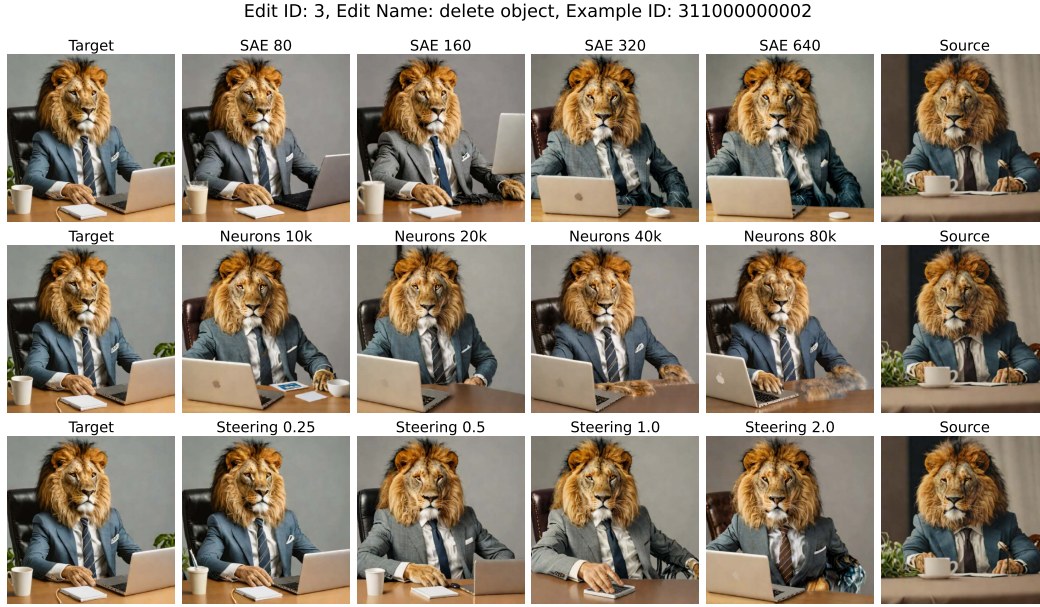 Edit ID: 3, Edit Name: delete object, Example ID: 311000000002
Target SAE 80 SAE 160 SAE 320 SAE 640 Source
Target Neurons 10k Neurons 20k Neurons 40k Neurons 80k Source
Target Steering 0.25 Steering 0.5 Steering 1.0 Steering 2.0 Source